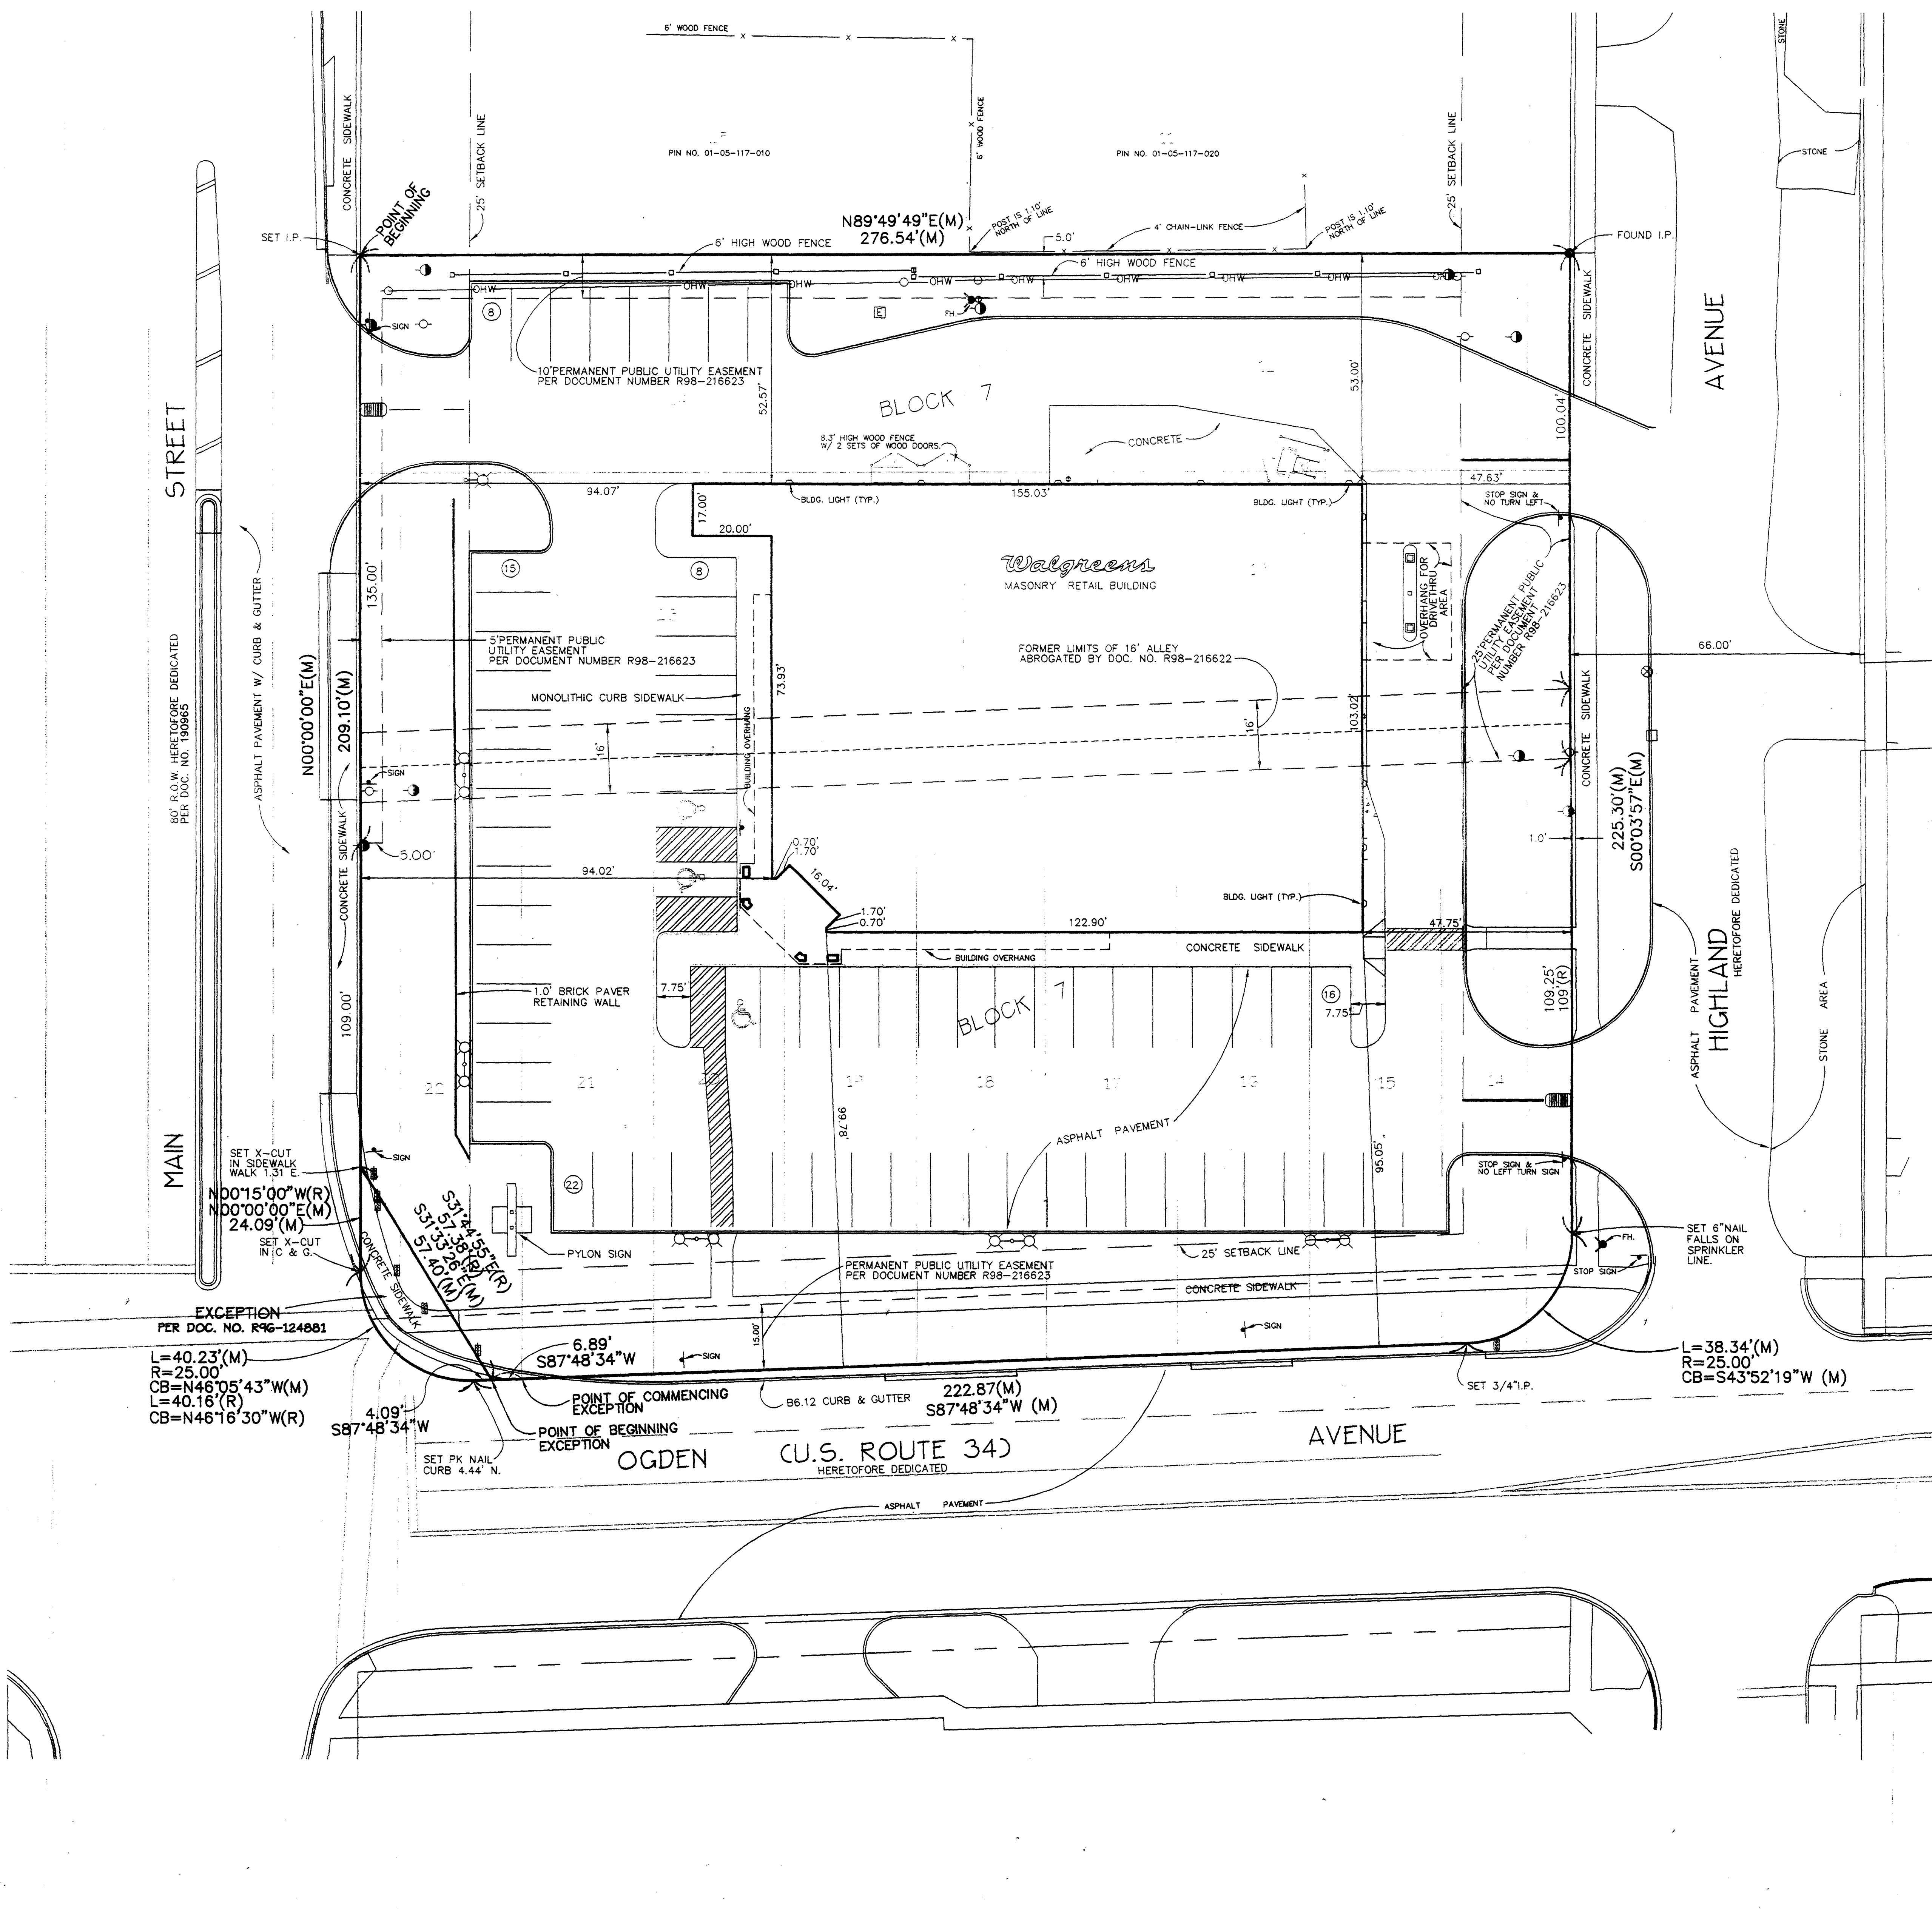 6' WOOD FENCE
6' WOOD FENCE
STONE
CONCRETE SIDEWALK
25' SETBACK LINE
PIN NO. 01-05-117-010
PIN NO. 01-05-117-020
25' SETBACK LINE
STONE
POINT OF
BEGINNING
SET I.P.
N89°49'49"E(M)
276.54'(M)
POST IS 1.10'
NORTH OF LINE
5.0'
4' CHAIN-LINK FENCE
POST IS 1.10'
NORTH OF LINE
FOUND I.P.
6' HIGH WOOD FENCE
6' HIGH WOOD FENCE
OHW
OHW
OHW
OHW
OHW
OHW
OHW
OHW
SIGN
8
E
FH.
CONCRETE SIDEWALK
AVENUE
10'PERMANENT PUBLIC UTILITY EASEMENT
PER DOCUMENT NUMBER R98-216623
52.57'
BLOCK 7
53.00'
100.04'
STREET
8.3' HIGH WOOD FENCE
W/ 2 SETS OF WOOD DOORS.
CONCRETE
94.07'
BLDG. LIGHT (TYP.)
155.03'
BLDG. LIGHT (TYP.)
47.63'
STOP SIGN &
NO TURN LEFT
17.00'
20.00'
Walgreens
MASONRY RETAIL BUILDING
15
8
135.00'
OVERHANG FOR
DRIVETHRU
AREA
25'PERMANENT PUBLIC
UTILITY EASEMENT
PER DOCUMENT
NUMBER R98-216623
ASPHALT PAVEMENT W/ CURB & GUTTER
80' R.O.W. HERETOFORE DEDICATED
PER DOC. NO. 190965
N00°00'00"E(M)
209.10'(M)
5'PERMANENT PUBLIC
UTILITY EASEMENT
PER DOCUMENT NUMBER R98-216623
FORMER LIMITS OF 16' ALLEY
ABROGATED BY DOC. NO. R98-216622
66.00'
73.93'
MONOLITHIC CURB SIDEWALK
BUILDING OVERHANG
16'
16'
103.02'
CONCRETE SIDEWALK
SIGN
225.30'(M)
S00°03'57"E(M)
1.0'
5.00'
CONCRETE SIDEWALK
94.02'
0.70'
1.70'
16.04'
1.70'
0.70'
122.90'
BLDG. LIGHT (TYP.)
47.75'
BUILDING OVERHANG
CONCRETE SIDEWALK
HIGHLAND
HERETOFORE DEDICATED
ASPHALT PAVEMENT
STONE AREA
1.0' BRICK PAVER
RETAINING WALL
7.75'
BLOCK 7
16
7.75'
109.25'
109'(R)
109.00'
22
21
19
18
15
14
99.78'
95.05'
ASPHALT PAVEMENT
MAIN
SET X-CUT
IN SIDEWALK
WALK 1.31 E.
SIGN
N00°15'00"W(R)
N00°00'00"E(M)
24.09'(M)
SET X-CUT
IN C & G.
S31°44'55"E(R)
57.38'(R)
S31°33'26"E(M)
57.40'(M)
22
PYLON SIGN
STOP SIGN &
NO LEFT TURN SIGN
SET 6"NAIL
FALLS ON
SPRINKLER
LINE.
FH.
STOP SIGN
25' SETBACK LINE
PERMANENT PUBLIC UTILITY EASEMENT
PER DOCUMENT NUMBER R98-216623
CONCRETE SIDEWALK
CONCRETE SIDEWALK
EXCEPTION
PER DOC. NO. R96-124881
15.00'
SIGN
SIGN
L=40.23'(M)
R=25.00'
CB=N46°05'43"W(M)
L=40.16'(R)
CB=N46°16'30"W(R)
6.89'
S87°48'34"W
L=38.34'(M)
R=25.00'
CB=S43°52'19"W (M)
SET 3/4"I.P.
POINT OF COMMENCING
EXCEPTION
B6.12 CURB & GUTTER
222.87(M)
S87°48'34"W (M)
4.09'
S87°48'34"W
POINT OF BEGINNING
EXCEPTION
SET PK NAIL
CURB 4.44' N.
OGDEN (U.S. ROUTE 34) AVENUE
HERETOFORE DEDICATED
ASPHALT PAVEMENT